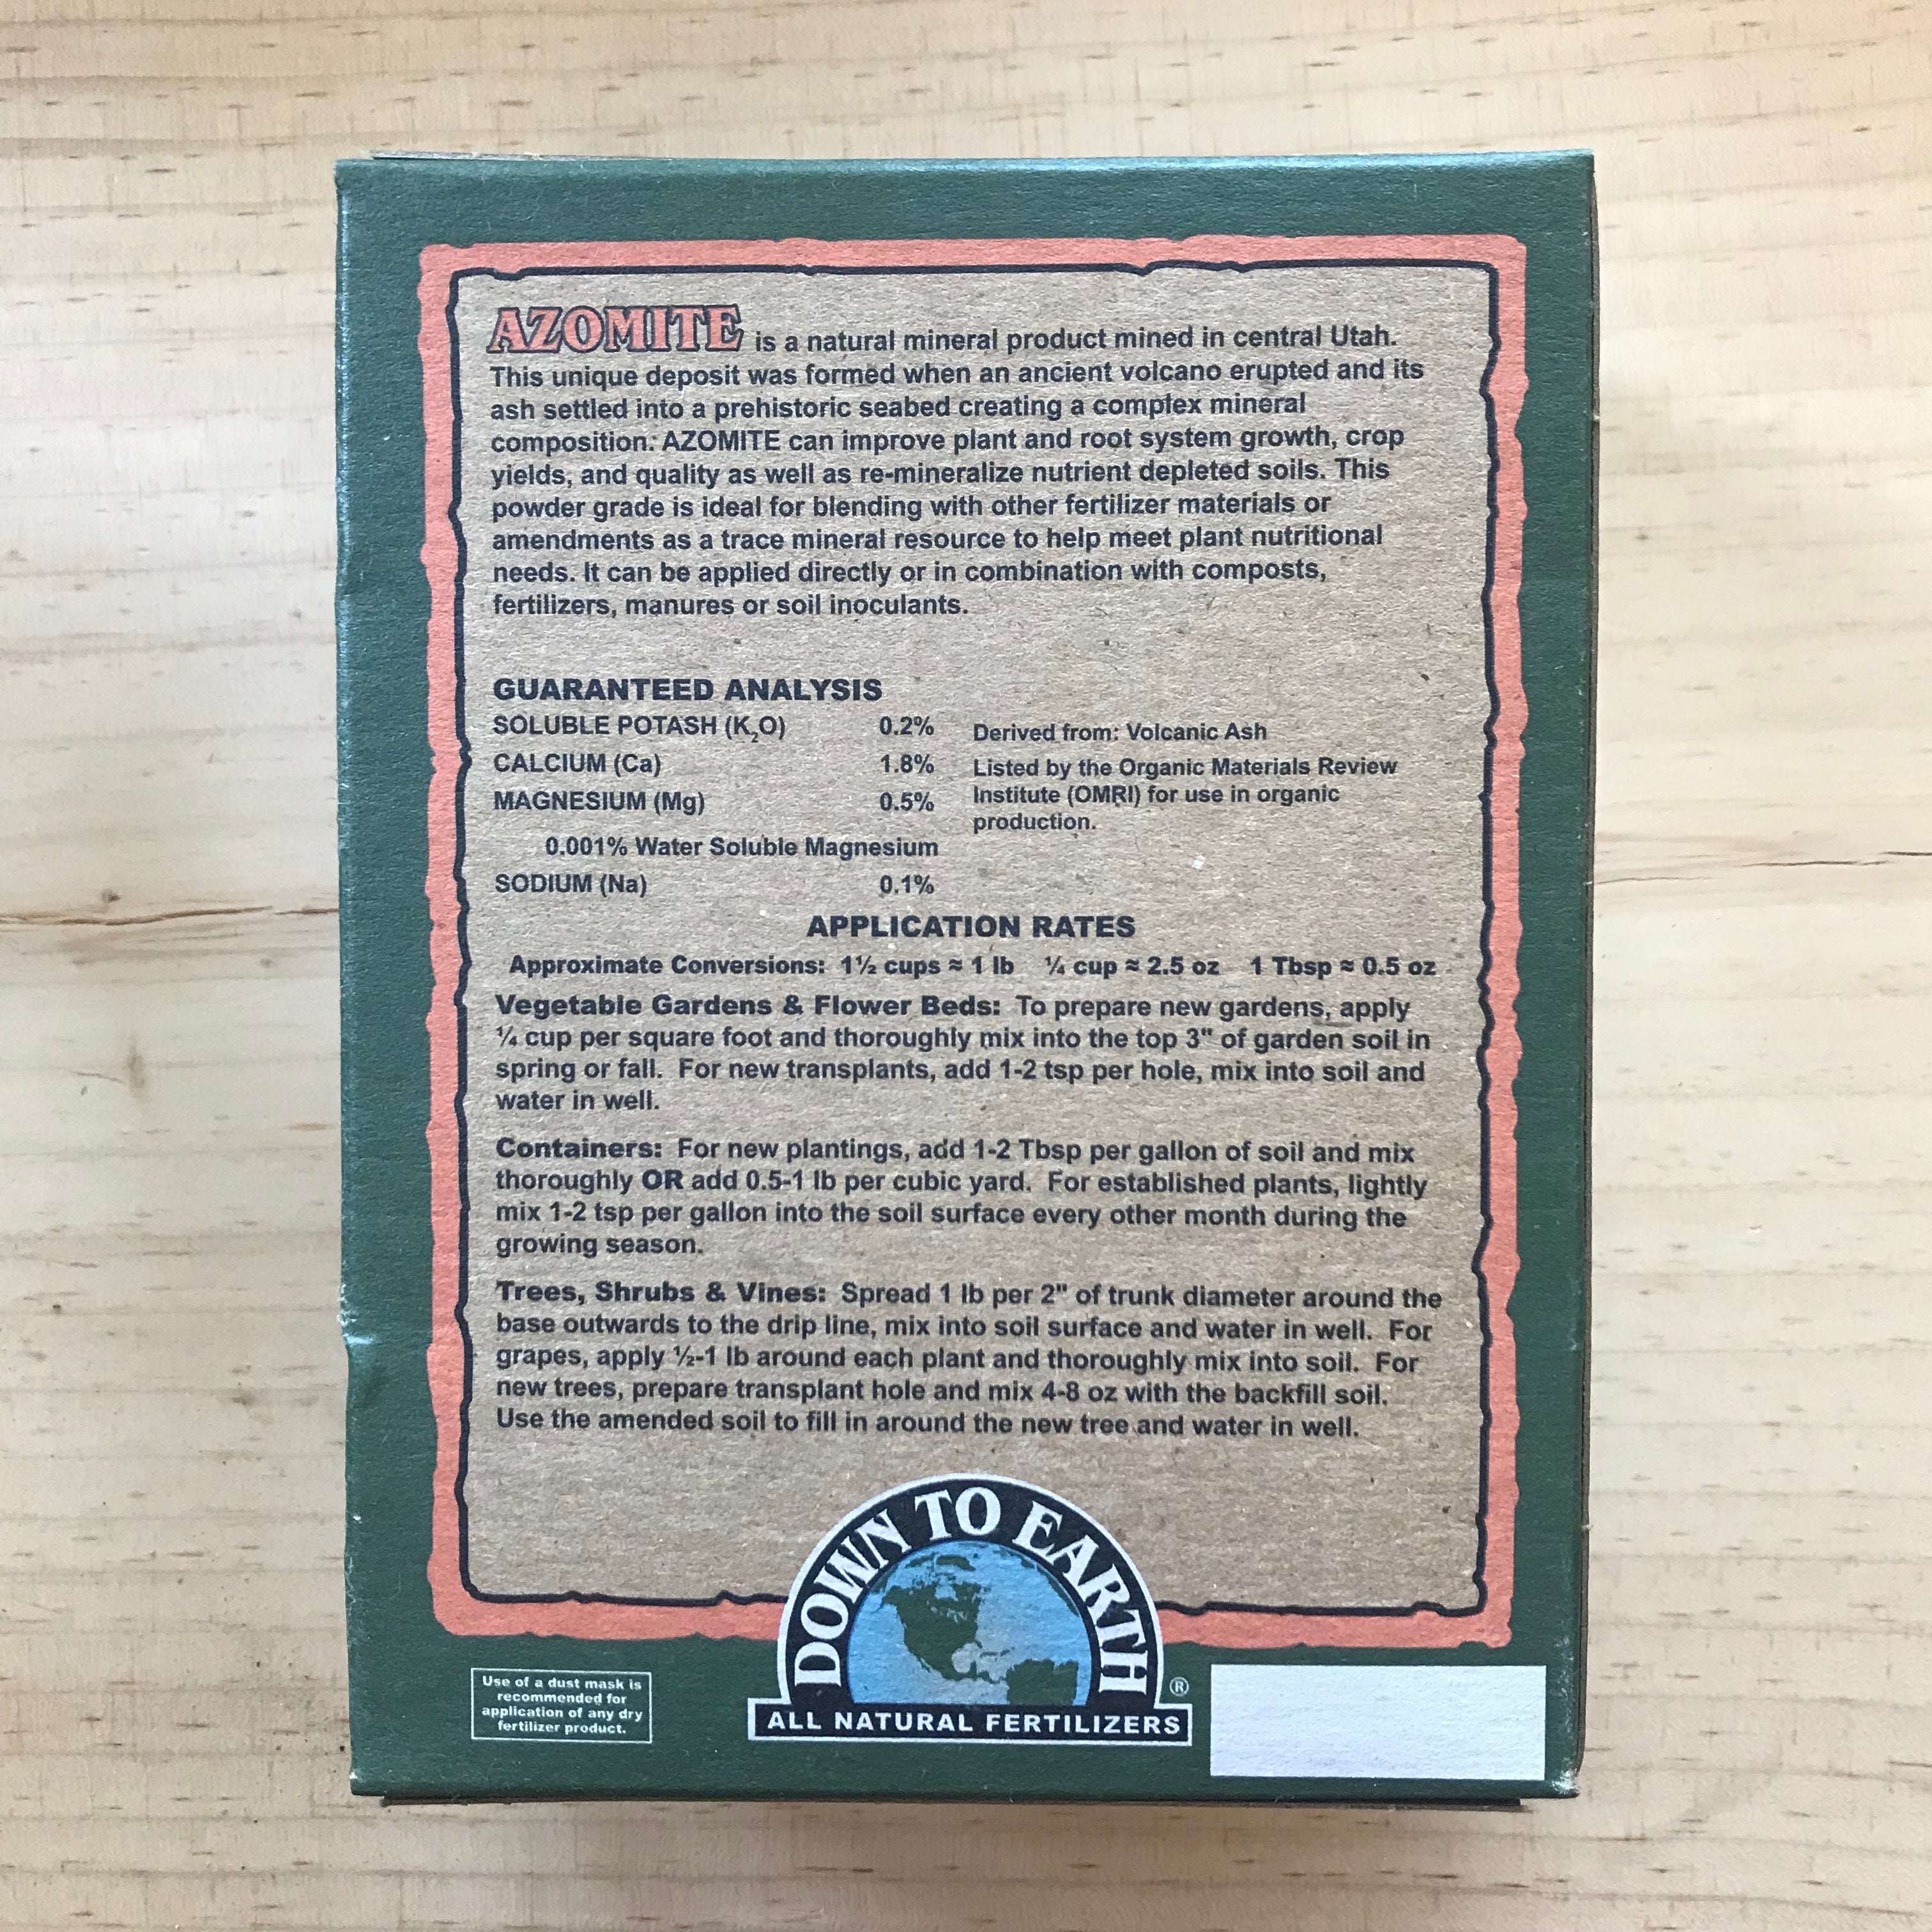 AZOMITE is a natural mineral product mined in central Utah.
This unique deposit was formed when an ancient volcano erupted and its
ash settled into a prehistoric seabed creating a complex mineral
composition. AZOMITE can improve plant and root system growth, crop
yields, and quality as well as re-mineralize nutrient depleted soils. This
powder grade is ideal for blending with other fertilizer materials or
amendments as a trace mineral resource to help meet plant nutritional
needs. It can be applied directly or in combination with composts,
fertilizers, manures or soil inoculants.
GUARANTEED ANALYSIS
SOLUBLE POTASH (K₂O) 0.2%
CALCIUM (Ca) 1.8%
MAGNESIUM (Mg) 0.5%
0.001% Water Soluble Magnesium
SODIUM (Na) 0.1%
Derived from: Volcanic Ash
Listed by the Organic Materials Review
Institute (OMRI) for use in organic
production.
APPLICATION RATES
Approximate Conversions: 1½ cups ≈ 1 lb ¼ cup ≈ 2.5 oz 1 Tbsp ≈ 0.5 oz
Vegetable Gardens & Flower Beds: To prepare new gardens, apply
¼ cup per square foot and thoroughly mix into the top 3" of garden soil in
spring or fall. For new transplants, add 1-2 tsp per hole, mix into soil and
water in well.
Containers: For new plantings, add 1-2 Tbsp per gallon of soil and mix
thoroughly OR add 0.5-1 lb per cubic yard. For established plants, lightly
mix 1-2 tsp per gallon into the soil surface every other month during the
growing season.
Trees, Shrubs & Vines: Spread 1 lb per 2" of trunk diameter around the
base outwards to the drip line, mix into soil surface and water in well. For
grapes, apply ½-1 lb around each plant and thoroughly mix into soil. For
new trees, prepare transplant hole and mix 4-8 oz with the backfill soil.
Use the amended soil to fill in around the new tree and water in well.
DOWN TO EARTH ®
ALL NATURAL FERTILIZERS
Use of a dust mask is
recommended for
application of any dry
fertilizer product.